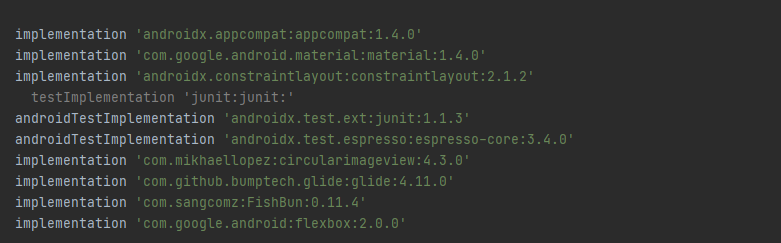 implementation 'androidx.appcompat:appcompat:1.4.0'
implementation 'com.google.android.material:material:1.4.0'
implementation 'androidx.constraintlayout:constraintlayout:2.1.2'
testImplementation 'junit:junit:'
androidTestImplementation 'androidx.test.ext:junit:1.1.3'
androidTestImplementation 'androidx.test.espresso:espresso-core:3.4.0'
implementation 'com.mikhaellopez:circularimageview:4.3.0'
implementation 'com.github.bumptech.glide:glide:4.11.0'
implementation 'com.sangcomz:FishBun:0.11.4'
implementation 'com.google.android:flexbox:2.0.0'